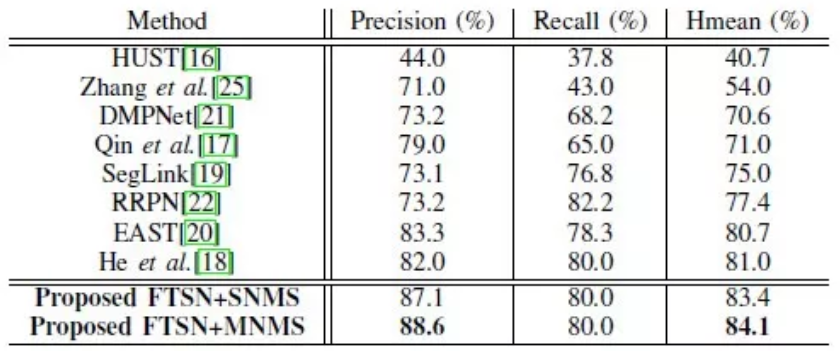 Method Precision (%) Recall (%) Hmean (%)
HUST[16] 44.0 37.8 40.7
Zhang et al.[25] 71.0 43.0 54.0
DMPNet[21] 73.2 68.2 70.6
Qin et al.[17] 79.0 65.0 71.0
SegLink[19] 73.1 76.8 75.0
RRPN[22] 73.2 82.2 77.4
EAST[20] 83.3 78.3 80.7
He et al.[18] 82.0 80.0 81.0
Proposed FTSN+SNMS 87.1 80.0 83.4
Proposed FTSN+MNMS 88.6 80.0 84.1